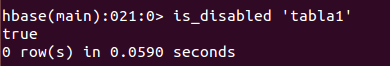 hbase(main):021:0> is_disabled 'tabla1'
true
0 row(s) in 0.0590 seconds